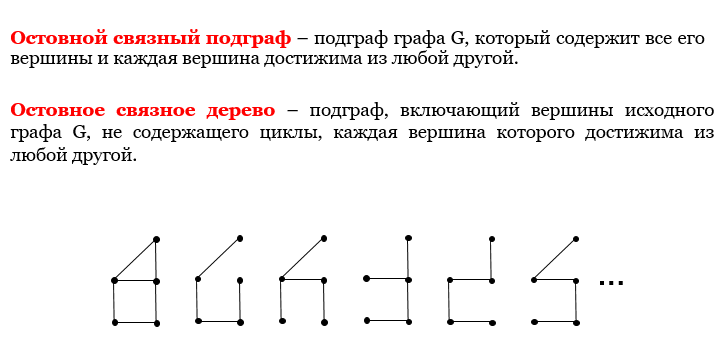 Остовной связный подграф – подграф графа G, который содержит все его
вершины и каждая вершина достижима из любой другой.
Остовное связное дерево – подграф, включающий вершины исходного
графа G, не содержащего циклы, каждая вершина которого достижима из
любой другой.
...